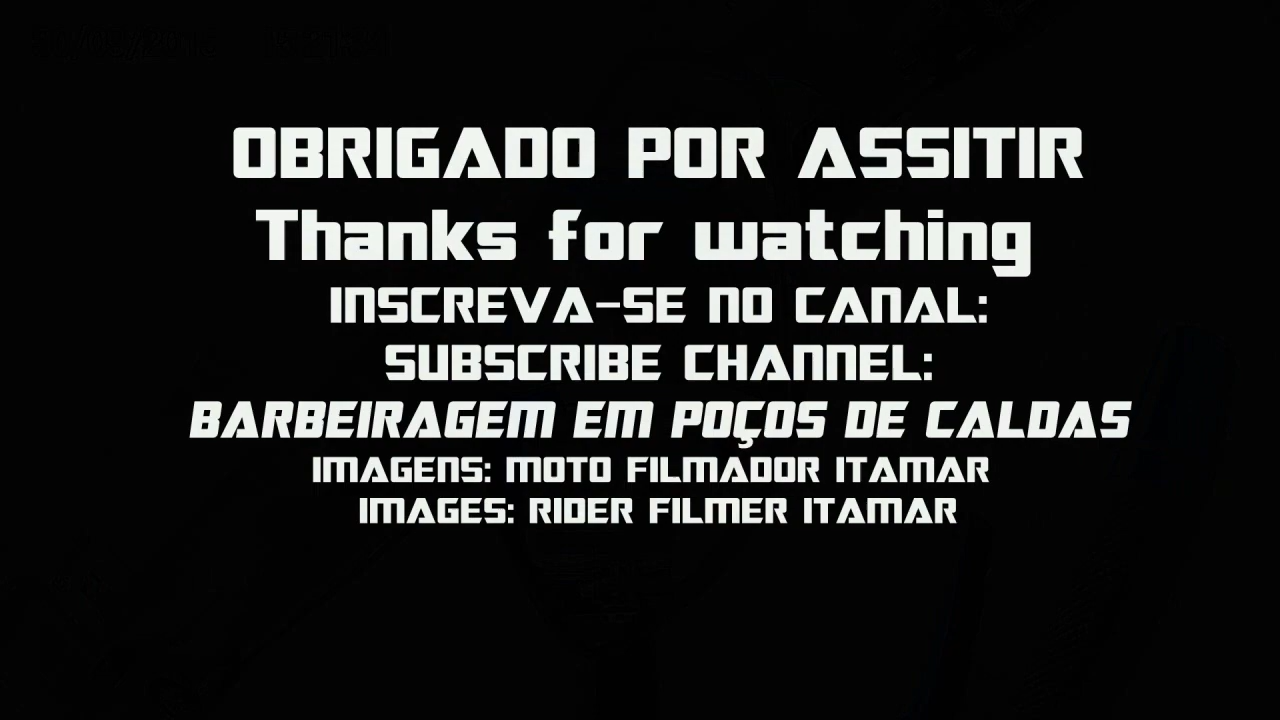 OBRIGADO POR ASSITIR
Thanks for watching
INSCREVA-SE NO CANAL:
SUBSCRIBE CHANNEL:
BARBEIRAGEM EM POÇOS DE CALDAS
IMAGENS: MOTO FILMADOR ITAMAR
IMAGES: RIDER FILMER ITAMAR